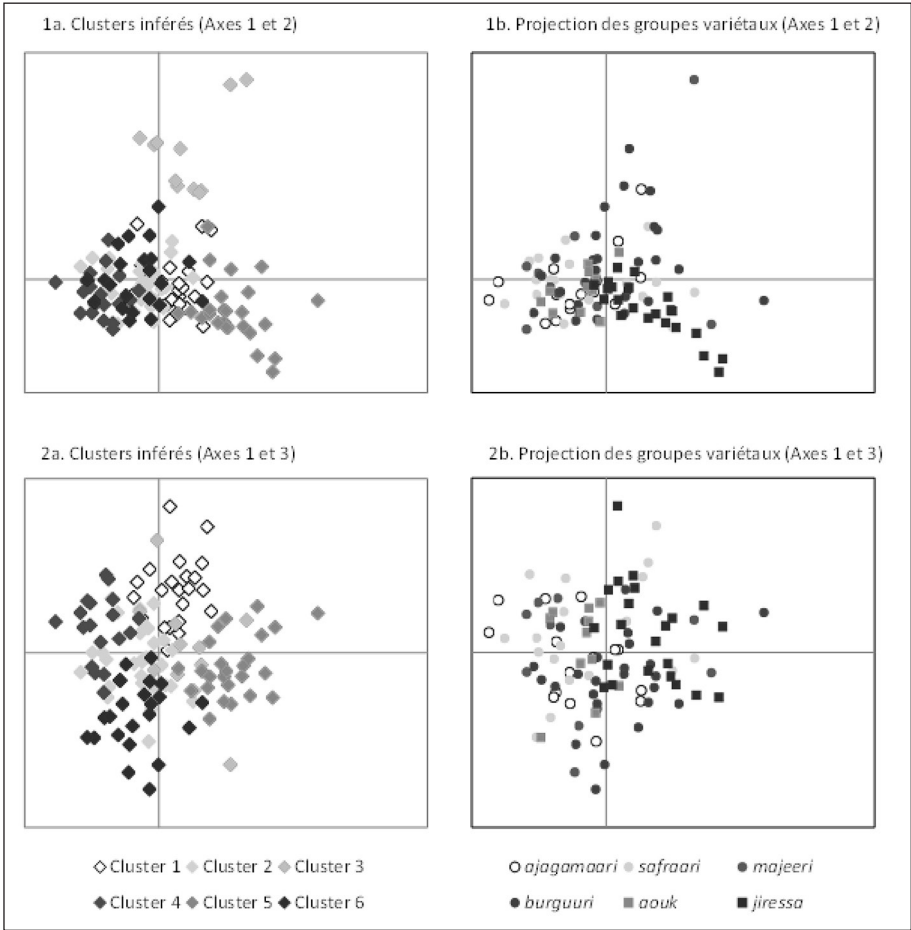 1a. Clusters inférés (Axes 1 et 2)
1b. Projection des groupes variétaux (Axes 1 et 2)
2a. Clusters inférés (Axes 1 et 3)
2b. Projection des groupes variétaux (Axes 1 et 3)
Cluster 1 Cluster 2 Cluster 3
Cluster 4 Cluster 5 Cluster 6
ajagamaari safraari majeeri
burguuri aouk jiressa